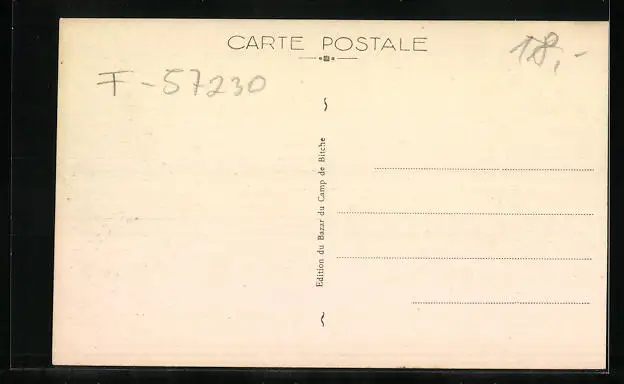 CARTE POSTALE
18,-
F-57230
Edition du Bazar du Camp de Bitche